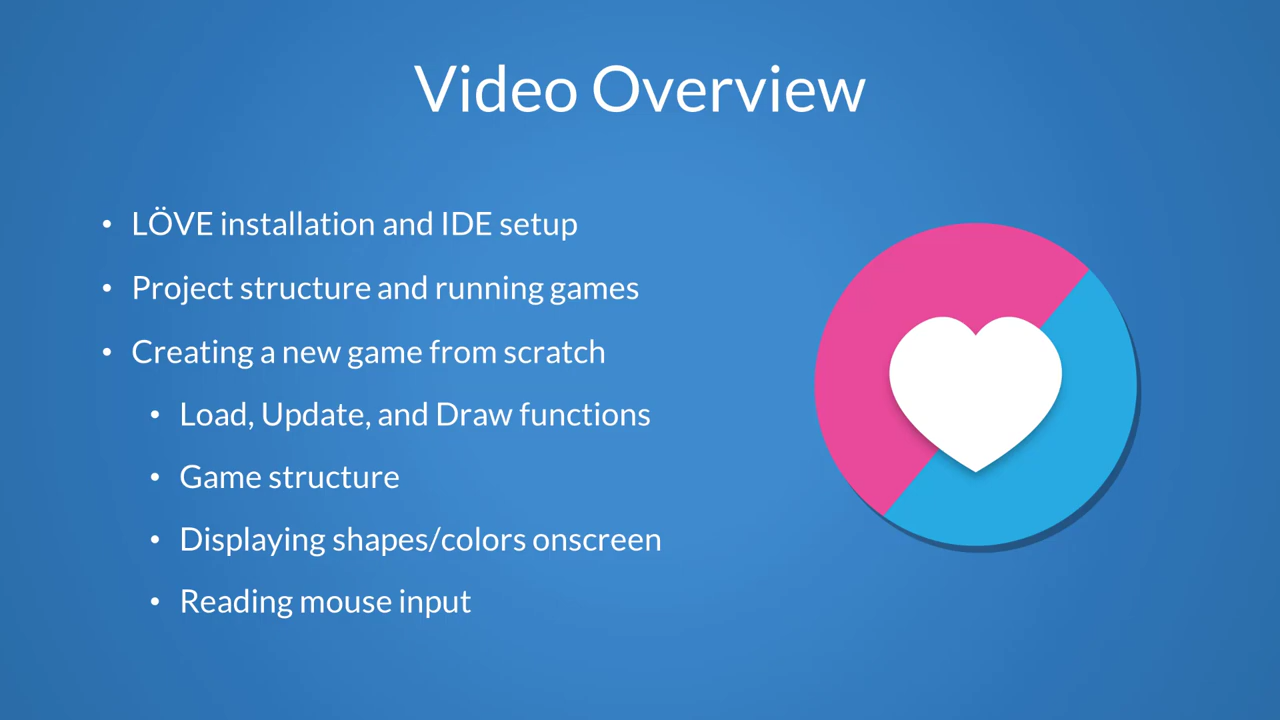 Video Overview
• LÖVE installation and IDE setup
• Project structure and running games
• Creating a new game from scratch
• Load, Update, and Draw functions
• Game structure
• Displaying shapes/colors onscreen
• Reading mouse input